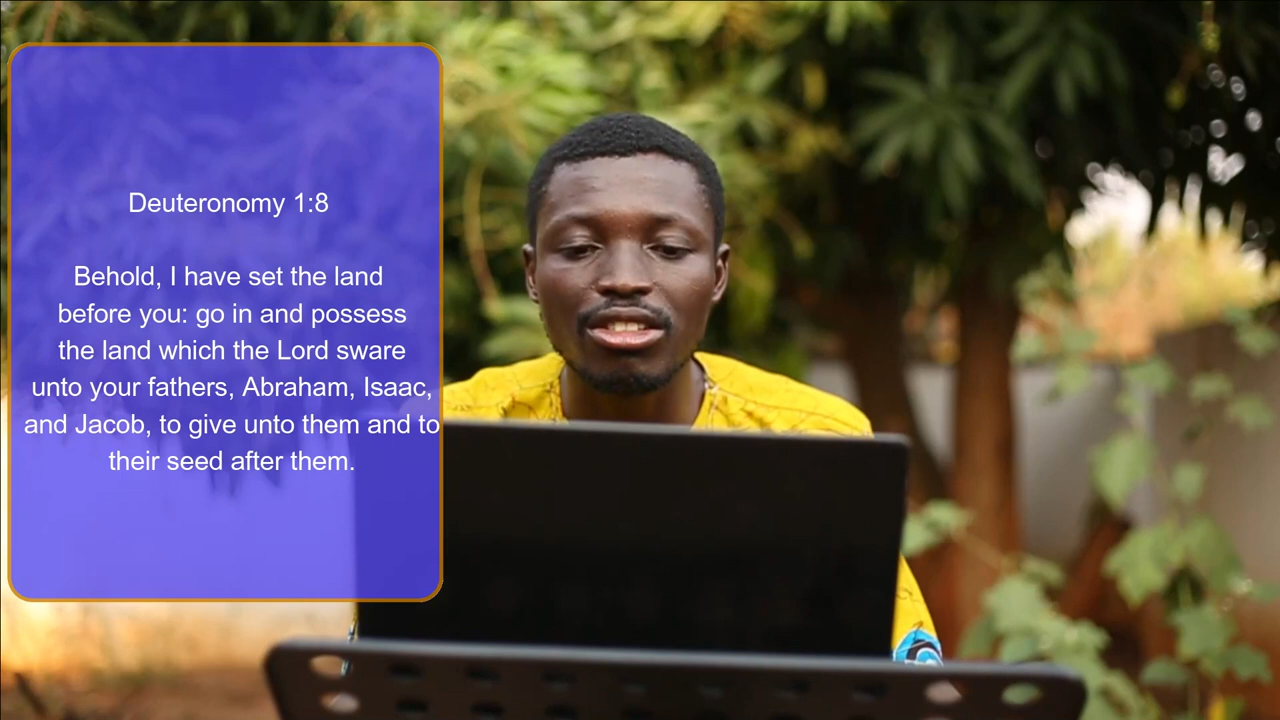 Deuteronomy 1:8
Behold, I have set the land
before you: go in and possess
the land which the Lord sware
unto your fathers, Abraham, Isaac,
and Jacob, to give unto them and to
their seed after them.